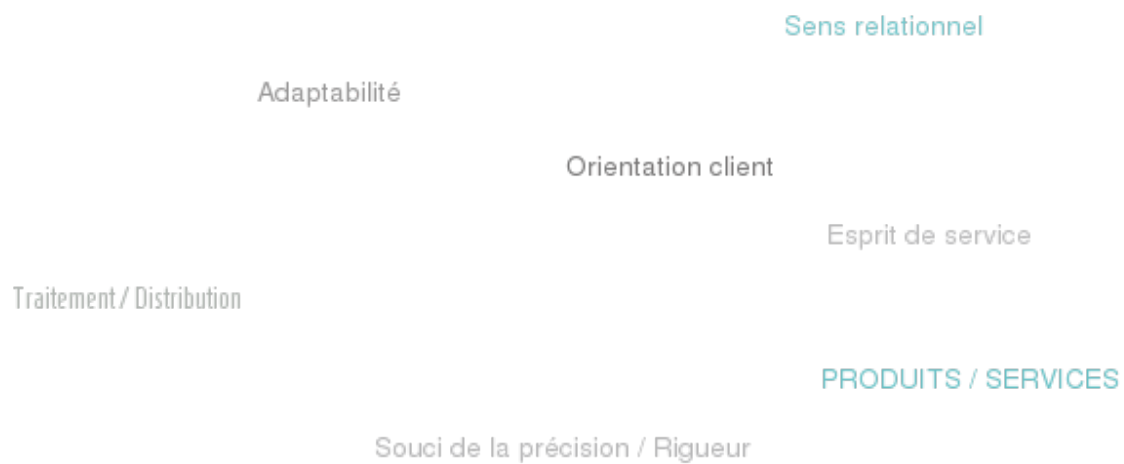 Sens relationnel
Adaptabilité
Orientation client
Esprit de service
Traitement / Distribution
PRODUITS / SERVICES
Souci de la précision / Rigueur